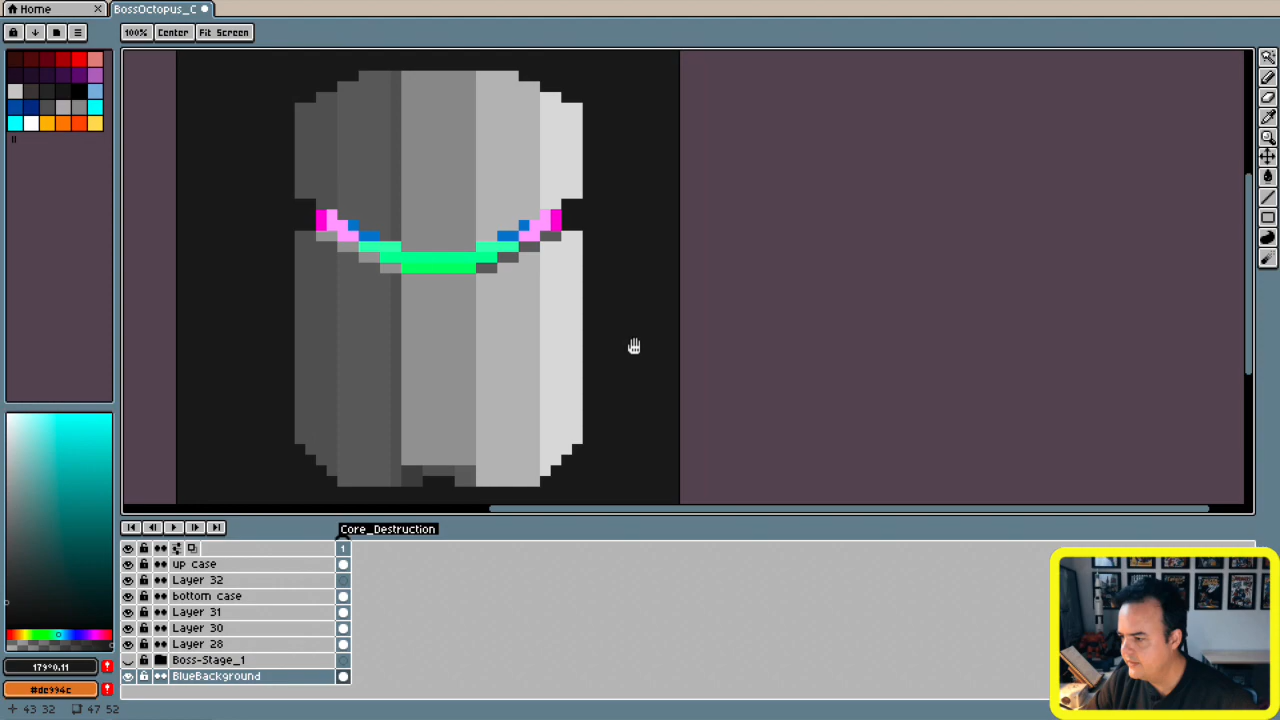 Home
BossOctopus_C
100% Center Fit Screen
Core_Destruction
1
up case
Layer 32
bottom case
Layer 31
Layer 30
Layer 28
Boss-Stage_1
BlueBackground
179°0.11
#dc994c
43 32 47 52